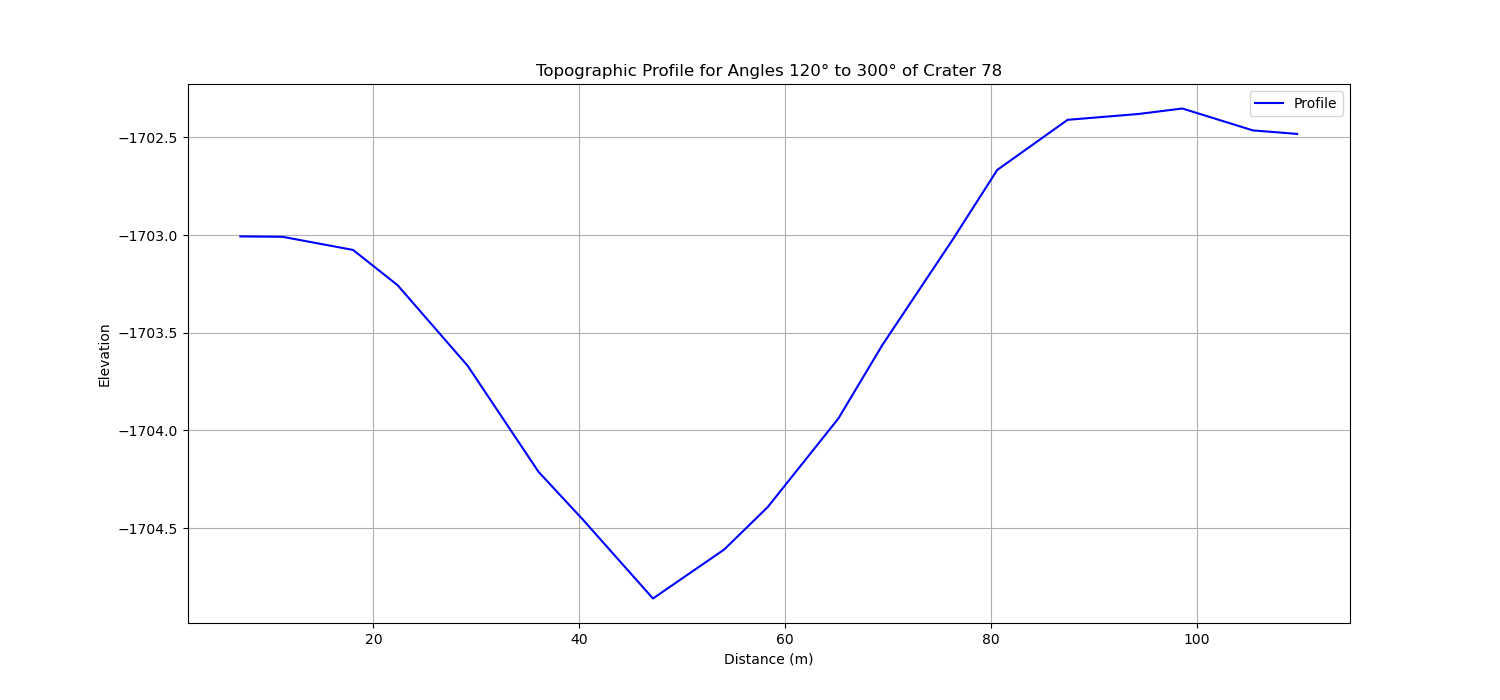 Topographic Profile for Angles 120° to 300° of Crater 78
Profile
−1702.5
−1703.0
−1703.5
−1704.0
−1704.5
Elevation
20
40
60
80
100
Distance (m)